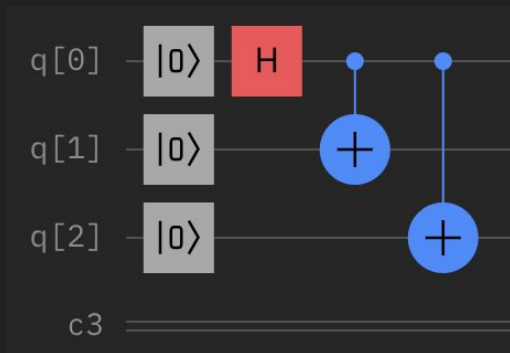 q[0] |0⟩ H
q[1] |0⟩ +
q[2] |0⟩ +
c3